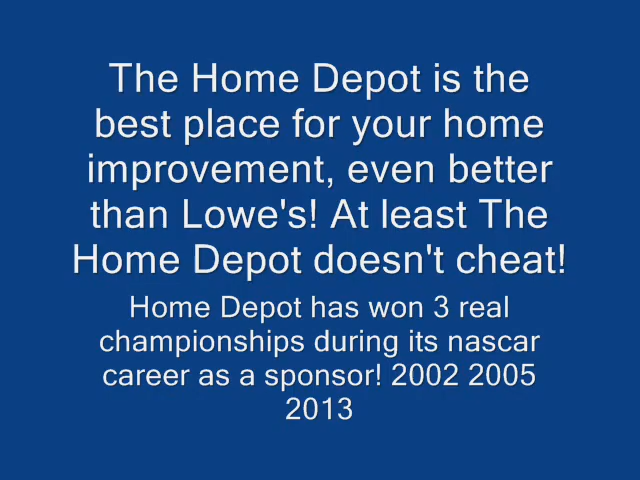 The Home Depot is the
best place for your home
improvement, even better
than Lowe's! At least The
Home Depot doesn't cheat!
Home Depot has won 3 real
championships during its nascar
career as a sponsor! 2002 2005
2013